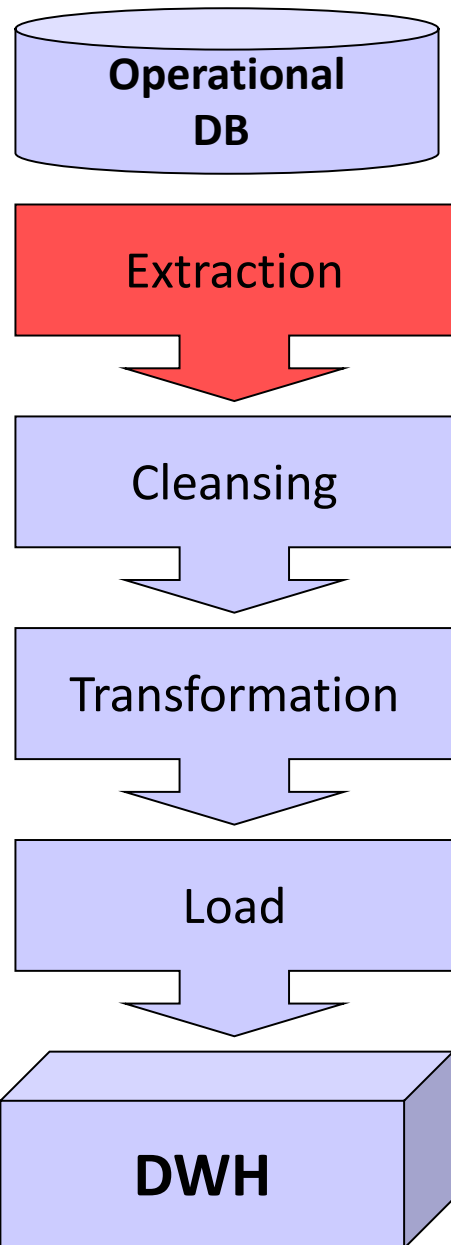 Operational
DB
Extraction
Cleansing
Transformation
Load
DWH